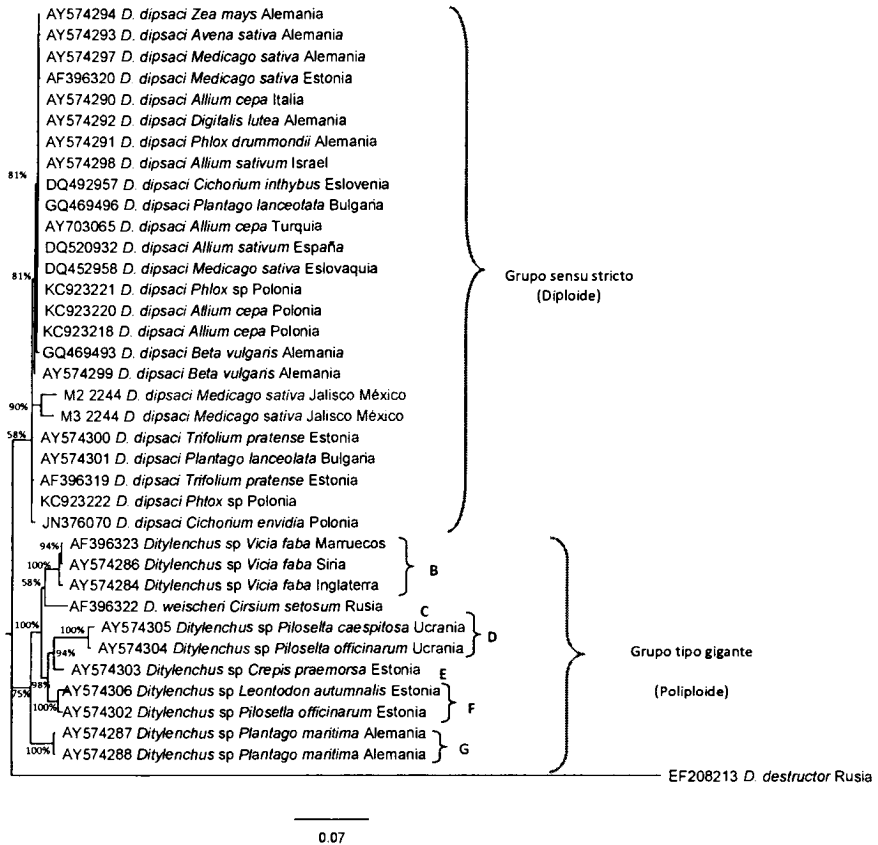 AY574294 D. dipsaci Zea mays Alemania
AY574293 D. dipsaci Avena sativa Alemania
AY574297 D. dipsaci Medicago sativa Alemania
AF396320 D. dipsaci Medicago sativa Estonia
AY574290 D. dipsaci Allium cepa Italia
AY574292 D. dipsaci Digitalis lutea Alemania
AY574291 D. dipsaci Phlox drummondii Alemania
AY574298 D. dipsaci Allium sativum Israel
81%
DQ492957 D. dipsaci Cichorium inthybus Eslovenia
GQ469496 D. dipsaci Plantago lanceolata Bulgaria
AY703065 D. dipsaci Allium cepa Turquia
DQ520932 D. dipsaci Allium sativum España
81%
DQ452958 D. dipsaci Medicago sativa Eslovaquia
Grupo sensu stricto
(Diploide)
KC923221 D. dipsaci Phlox sp Polonia
KC923220 D. dipsaci Allium cepa Polonia
KC923218 D. dipsaci Allium cepa Polonia
GQ469493 D. dipsaci Beta vulgaris Alemania
AY574299 D. dipsaci Beta vulgaris Alemania
M2 2244 D. dipsaci Medicago sativa Jalisco México
90%
M3 2244 D. dipsaci Medicago sativa Jalisco México
58%
AY574300 D. dipsaci Trifolium pratense Estonia
AY574301 D. dipsaci Plantago lanceolata Bulgaria
AF396319 D. dipsaci Trifolium pratense Estonia
KC923222 D. dipsaci Phlox sp Polonia
JN376070 D. dipsaci Cichorium envidia Polonia
94%
AF396323 Ditylenchus sp Vicia faba Marruecos
100%
AY574286 Ditylenchus sp Vicia faba Siria
B
58%
AY574284 Ditylenchus sp Vicia faba Inglaterra
AF396322 D. weischeri Cirsium setosum Rusia
C
100%
100%
AY574305 Ditylenchus sp Pilosella caespitosa Ucrania
D
AY574304 Ditylenchus sp Pilosella officinarum Ucrania
94%
AY574303 Ditylenchus sp Crepis praemorsa Estonia
E
Grupo tipo gigante
(Poliploide)
75%
98%
AY574306 Ditylenchus sp Leontodon autumnalis Estonia
100%
AY574302 Ditylenchus sp Pilosella officinarum Estonia
F
AY574287 Ditylenchus sp Plantago maritima Alemania
100%
AY574288 Ditylenchus sp Plantago maritima Alemania
G
EF208213 D. destructor Rusia
0.07